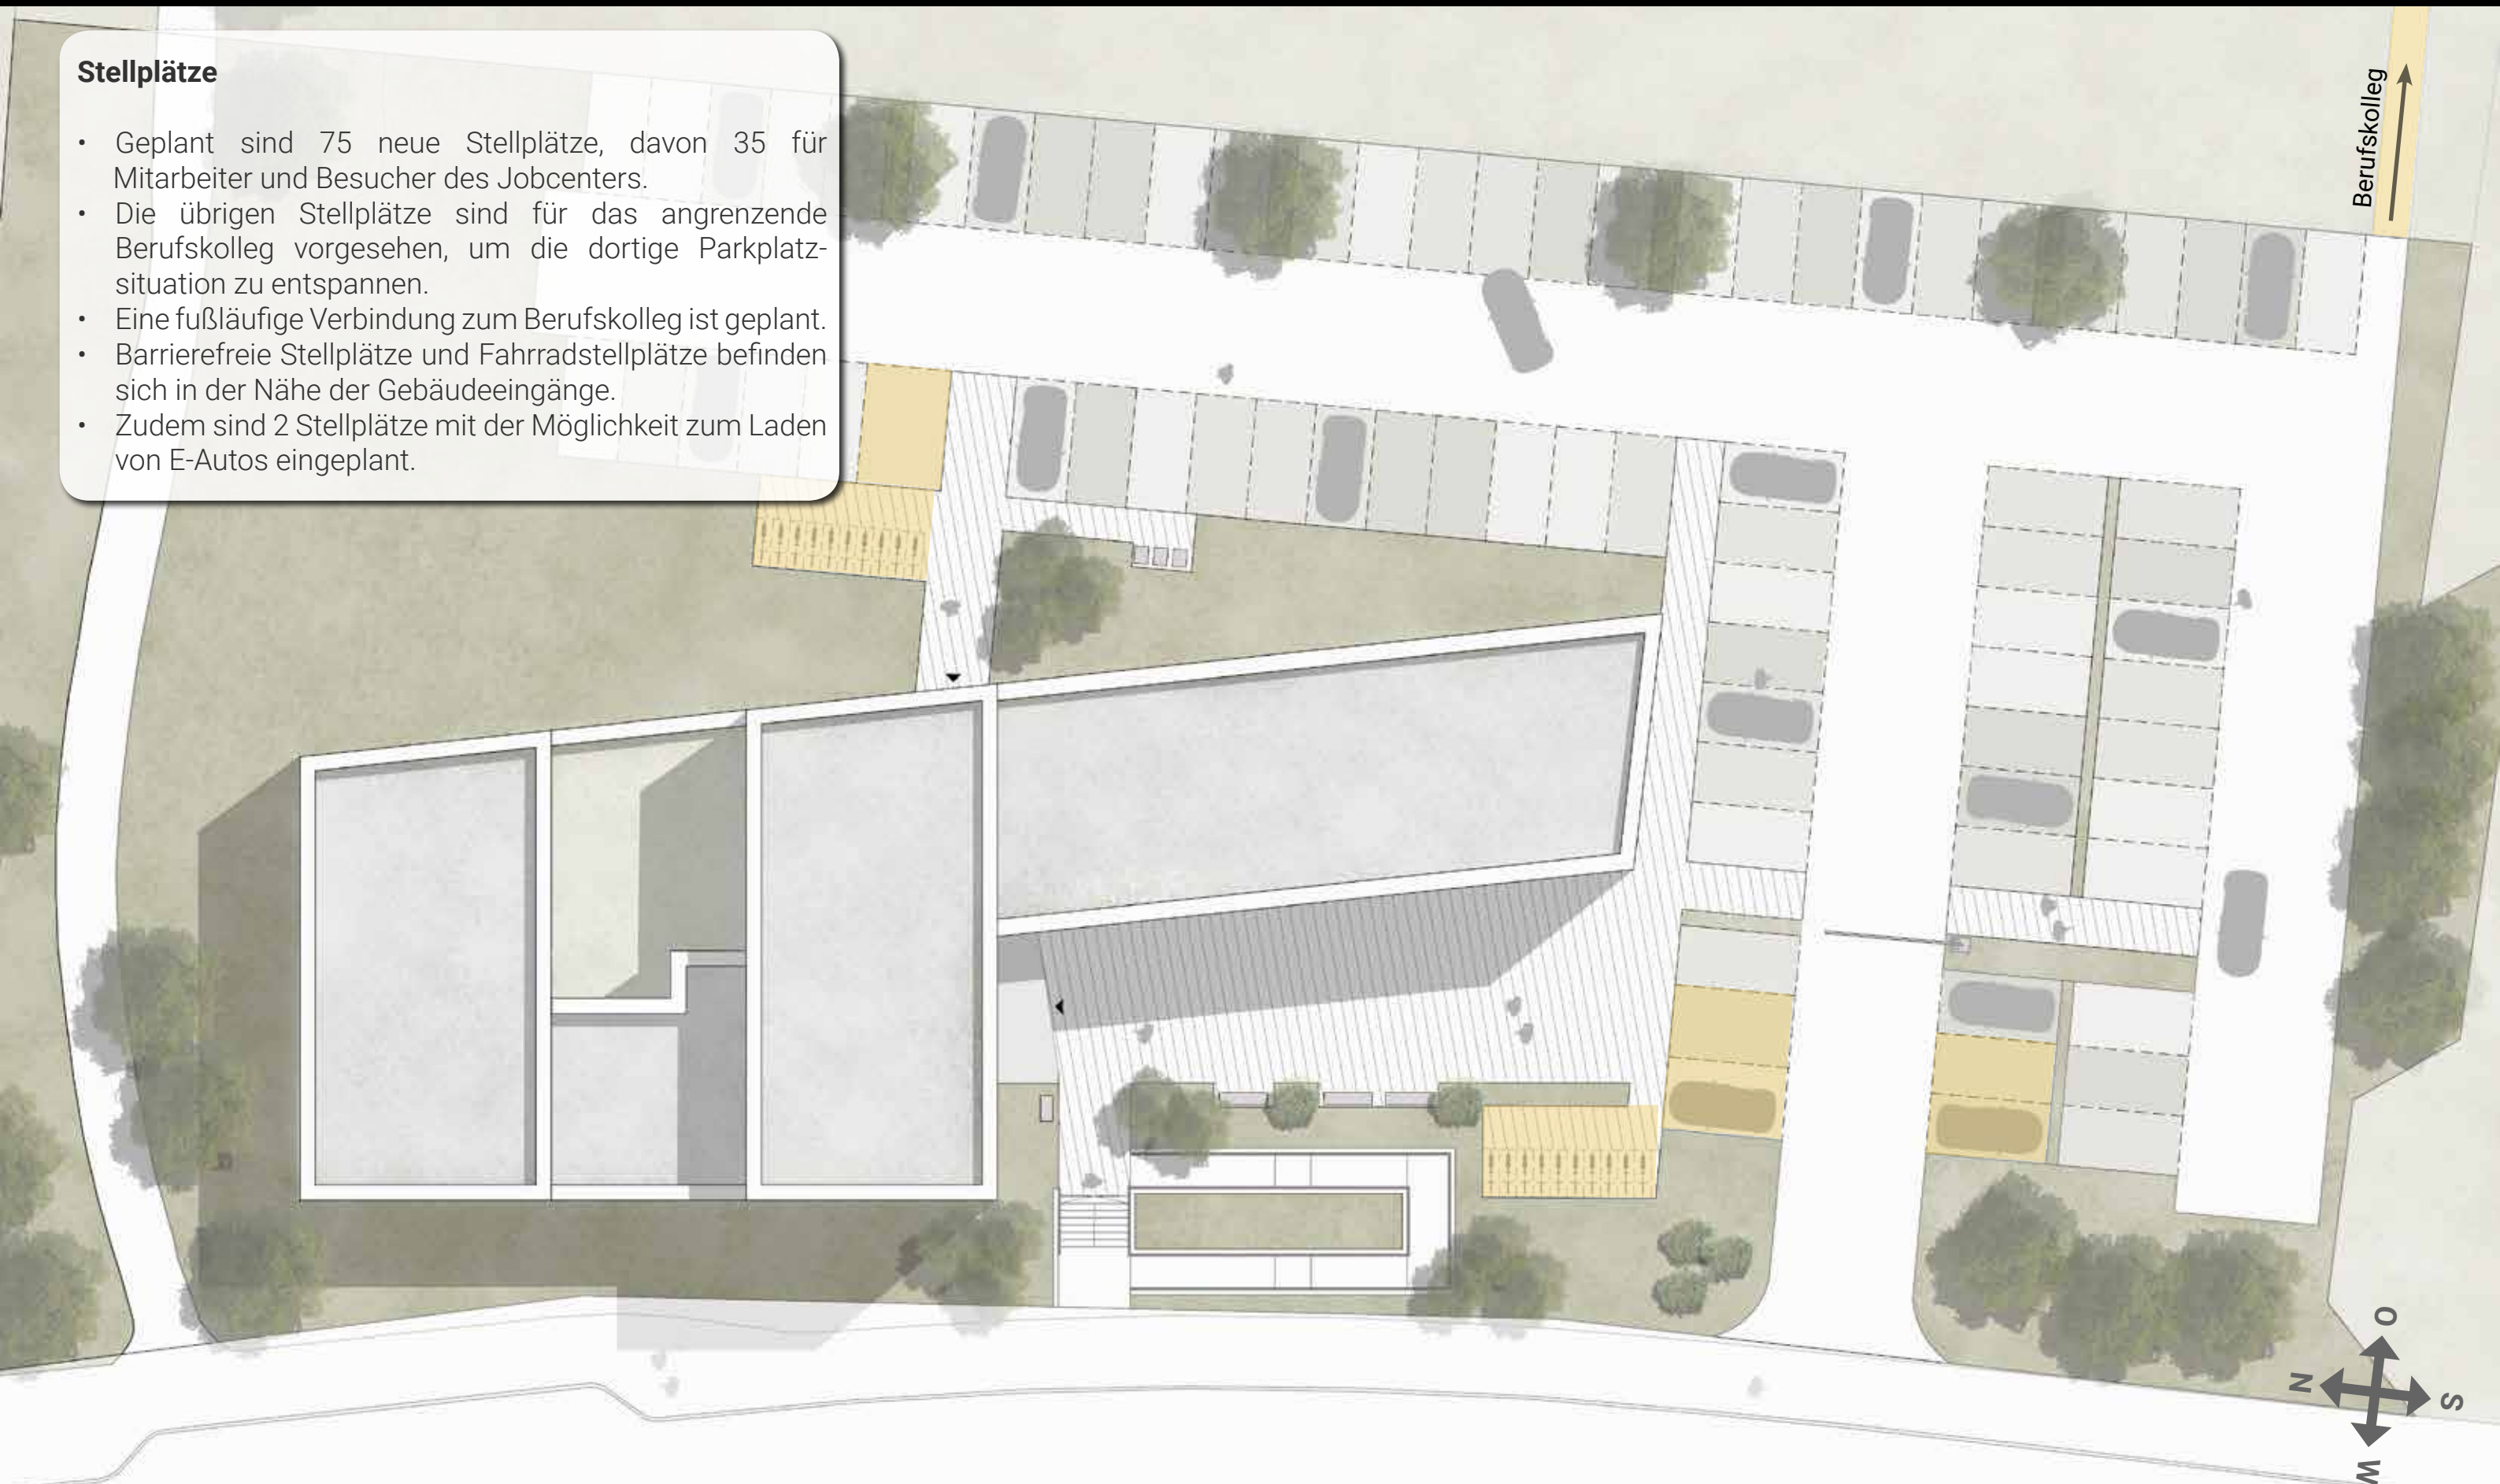 Stellplätze
• Geplant sind 75 neue Stellplätze, davon 35 für
Mitarbeiter und Besucher des Jobcenters.
• Die übrigen Stellplätze sind für das angrenzende
Berufskolleg vorgesehen, um die dortige Parkplatz-
situation zu entspannen.
• Eine fußläufige Verbindung zum Berufskolleg ist geplant.
• Barrierefreie Stellplätze und Fahrradstellplätze befinden
sich in der Nähe der Gebäudeeingänge.
• Zudem sind 2 Stellplätze mit der Möglichkeit zum Laden
von E-Autos eingeplant.
Berufskolleg
O
N
S
W